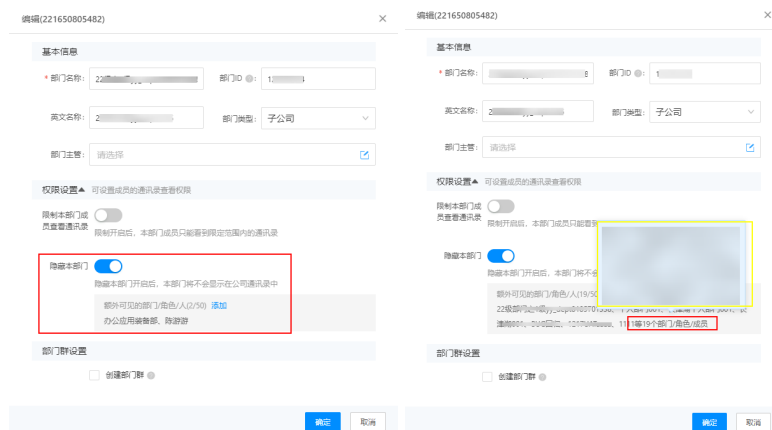 编辑(221650805482)
基本信息
* 部门名称:
部门ID
英文名称:
部门类型: 子公司
部门主管: 请选择
权限设置 可设置成员的通讯录查看权限
限制本部门成员查看通讯录
限制开启后，本部门成员只能看到限定范围内的通讯录
隐藏本部门
隐藏本部门开启后，本部门将不会显示在公司通讯录中
额外可见的部门/角色/人(2/50) 添加
办公应用装备部、陈游游
部门群设置
创建部门群
确定 取消
编辑(221650805482)
基本信息
* 部门名称:
部门ID
英文名称:
部门类型: 子公司
部门主管: 请选择
权限设置 可设置成员的通讯录查看权限
限制本部门成员查看通讯录
限制开启后，本部门成员只能看到
隐藏本部门
隐藏本部门开启后，本部门将不会
额外可见的部门/角色/人(19/50
1等19个部门/角色/成员
部门群设置
创建部门群
确定 取消